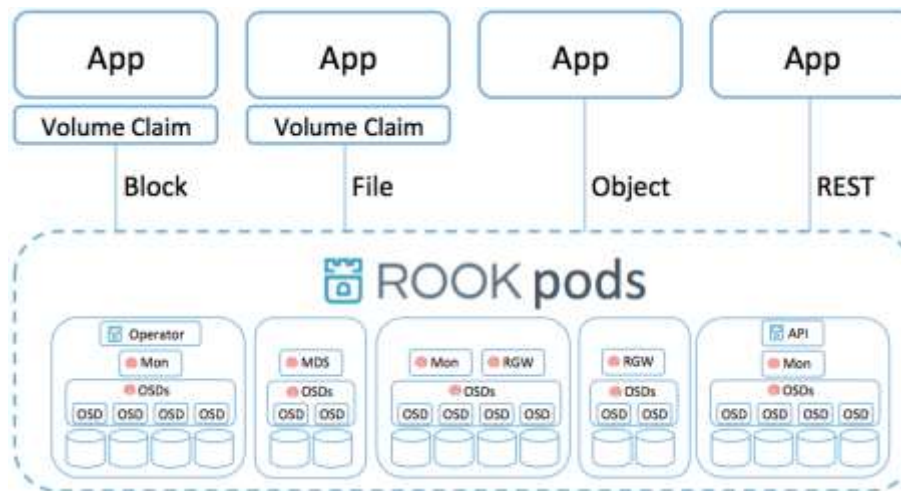 App App App App
Volume Claim Volume Claim
Block File Object REST
ROOK pods
Operator API
Mon MDS Mon RGW RGW Mon
OSDs OSDs OSDs OSDs OSDs
OSD OSD OSD OSD OSD OSD OSD OSD OSD OSD OSD OSD OSD OSD OSD OSD